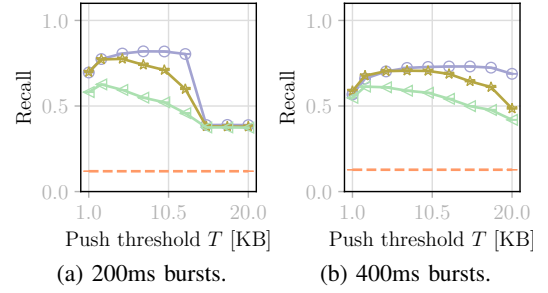 1.0
0.5
0.0
Recall
1.0 10.5 20.0
Push threshold T [KB]
(a) 200ms bursts.
1.0
0.5
0.0
Recall
1.0 10.5 20.0
Push threshold T [KB]
(b) 400ms bursts.